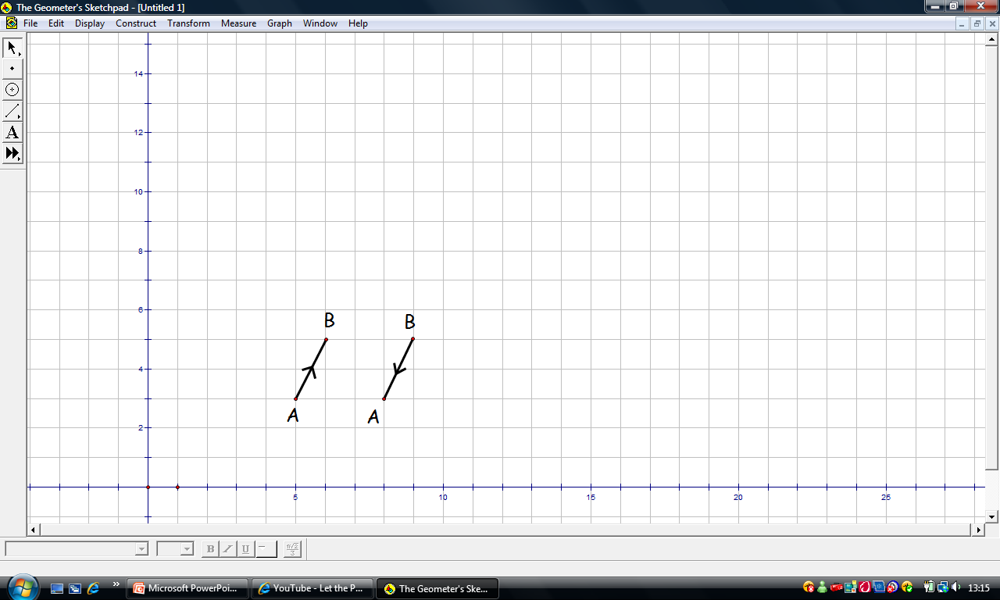 The Geometer's Sketchpad - [Untitled 1]
File Edit Display Construct Transform Measure Graph Window Help
A
14
12
10
8
6
4
2
B
B
A
A
5 10 15 20 25
B I U
Microsoft PowerPoi... YouTube - Let the P... The Geometer's Ske... 13:15